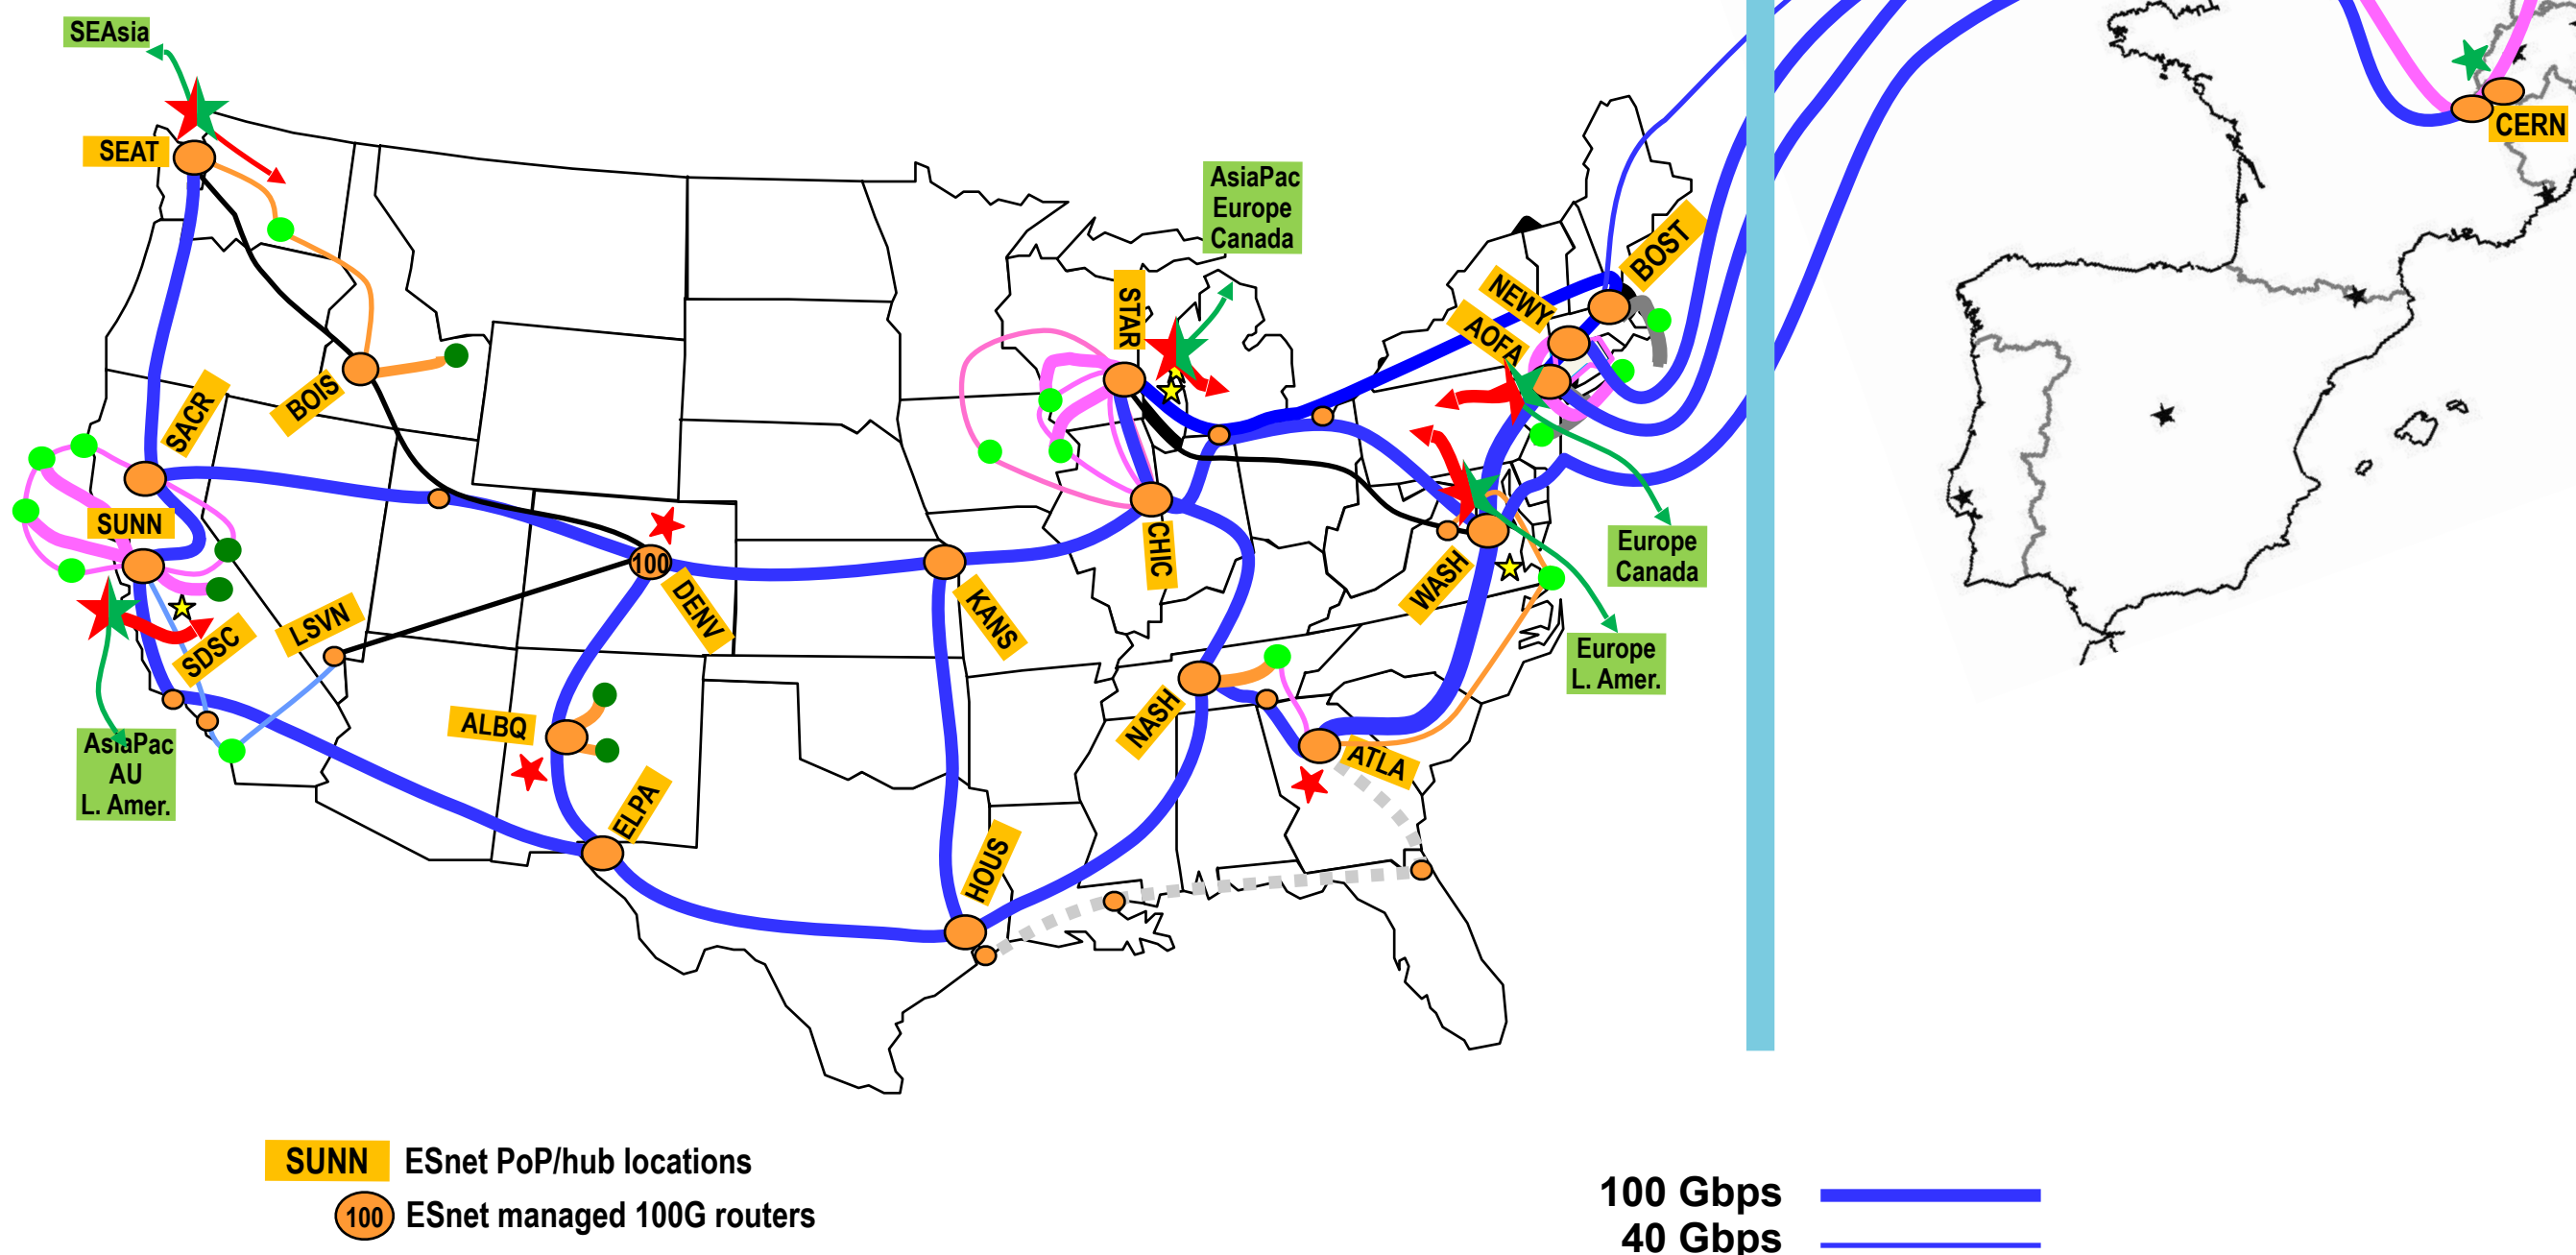 SEAsia
SEAT
AsiaPac
Europe
Canada
CERN
BOST
NEWY
AOFA
STAR
BOIS
SACR
SUNN
100
DENV
CHIC
KANS
WASH
Europe
Canada
Europe
L. Amer.
LSVN
SDSC
AsiaPac
AU
L. Amer.
ALBQ
ELPA
NASH
ATLA
HOUS
SUNN ESnet PoP/hub locations
100 ESnet managed 100G routers
100 Gbps
40 Gbps